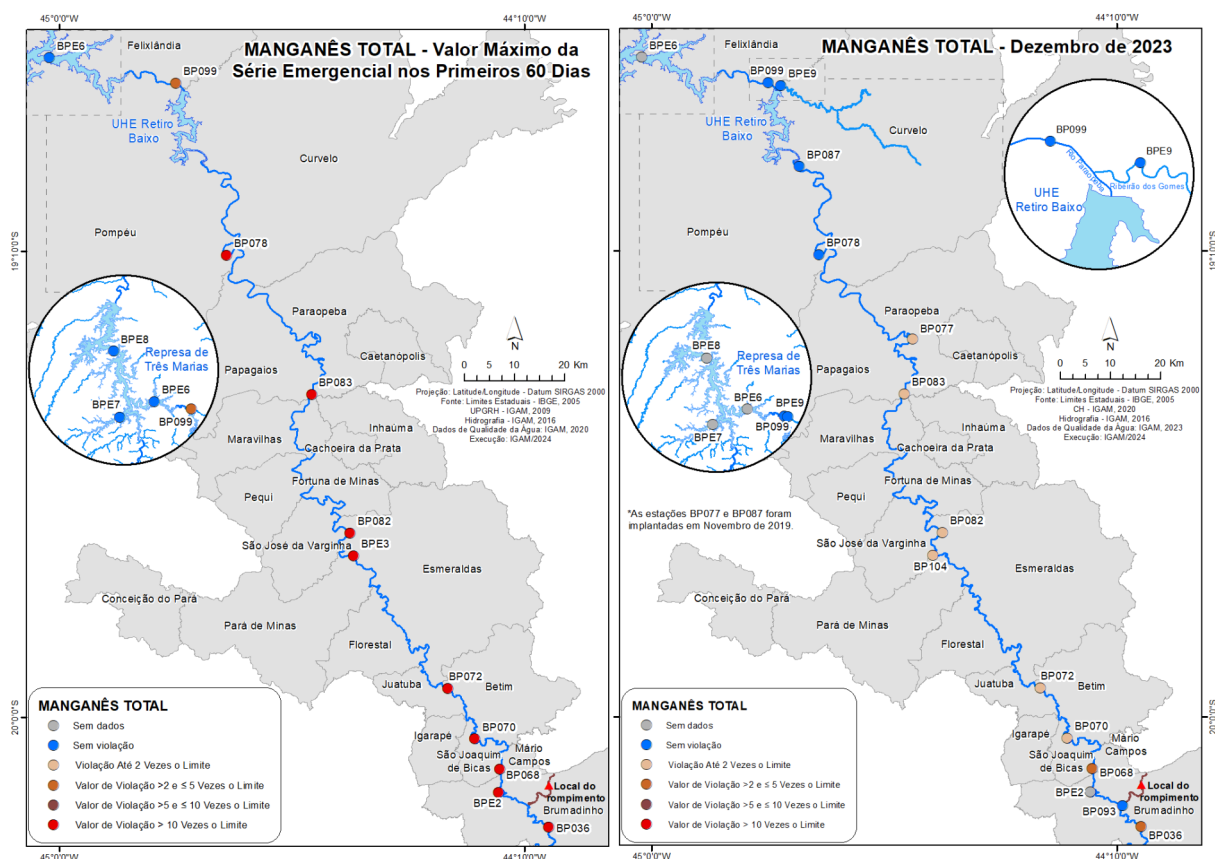 45°0'0"W
44°10'0"W
MANGANÊS TOTAL - Valor Máximo da
Série Emergencial nos Primeiros 60 Dias
BPE6
Felixlândia
BP099
UHE Retiro
Baixo
Curvelo
Pompéu
BP078
19°10'0"S
Paraopeba
BPE8
Represa de
Três Marias
BPE6
BPE7
BP099
N
0 5 10 20 Km
Caetanópolis
Papagaios
BP083
Projeção: Latitude/Longitude - Datum SIRGAS 2000
Fonte: Limites Estaduais - IBGE, 2005
UPGRH - IGAM, 2009
Hidrografia - IGAM, 2016
Dados de Qualidade da Água: IGAM, 2020
Execução: IGAM/2024
Inhaúma
Maravilhas
Cachoeira da Prata
Fortuna de Minas
Pequi
BP082
São José da Varginha
BPE3
Esmeraldas
Conceição do Pará
Pará de Minas
Florestal
BP072
Juatuba
Betim
20°0'0"S
Igarapé
BP070
Mário
Campos
São Joaquim
de Bicas
BP068
Local do
rompimento
BPE2
Brumadinho
BP036
MANGANÊS TOTAL
Sem dados
Sem violação
Violação Até 2 Vezes o Limite
Valor de Violação >2 e ≤ 5 Vezes o Limite
Valor de Violação >5 e ≤ 10 Vezes o Limite
Valor de Violação > 10 Vezes o Limite
45°0'0"W
44°10'0"W
45°0'0"W
44°10'0"W
MANGANÊS TOTAL - Dezembro de 2023
BPE6
Felixlândia
BP099
BPE9
UHE Retiro
Baixo
Curvelo
BP087
BP099
BPE9
Rio Paraopeba
Ribeirão dos Gomes
UHE
Retiro Baixo
Pompéu
BP078
19°10'0"S
Paraopeba
BP077
BPE8
Represa de
Três Marias
BPE6
BPE9
BPE7
BP099
N
0 5 10 20 Km
Caetanópolis
Papagaios
BP083
Projeção: Latitude/Longitude - Datum SIRGAS 2000
Fonte: Limites Estaduais - IBGE, 2005
CH - IGAM, 2020
Hidrografia - IGAM, 2016
Dados de Qualidade da Água: IGAM, 2023
Execução: IGAM/2024
Inhaúma
Maravilhas
Cachoeira da Prata
Fortuna de Minas
Pequi
*As estações BP077 e BP087 foram
implantadas em Novembro de 2019.
BP082
São José da Varginha
BP104
Esmeraldas
Conceição do Pará
Pará de Minas
Florestal
BP072
Juatuba
Betim
20°0'0"S
Igarapé
BP070
Mário
Campos
São Joaquim
de Bicas
BP068
Local do
rompimento
BPE2
Brumadinho
BP093
BP036
MANGANÊS TOTAL
Sem dados
Sem violação
Violação Até 2 Vezes o Limite
Valor de Violação >2 e ≤ 5 Vezes o Limite
Valor de Violação >5 e ≤ 10 Vezes o Limite
Valor de Violação > 10 Vezes o Limite
45°0'0"W
44°10'0"W